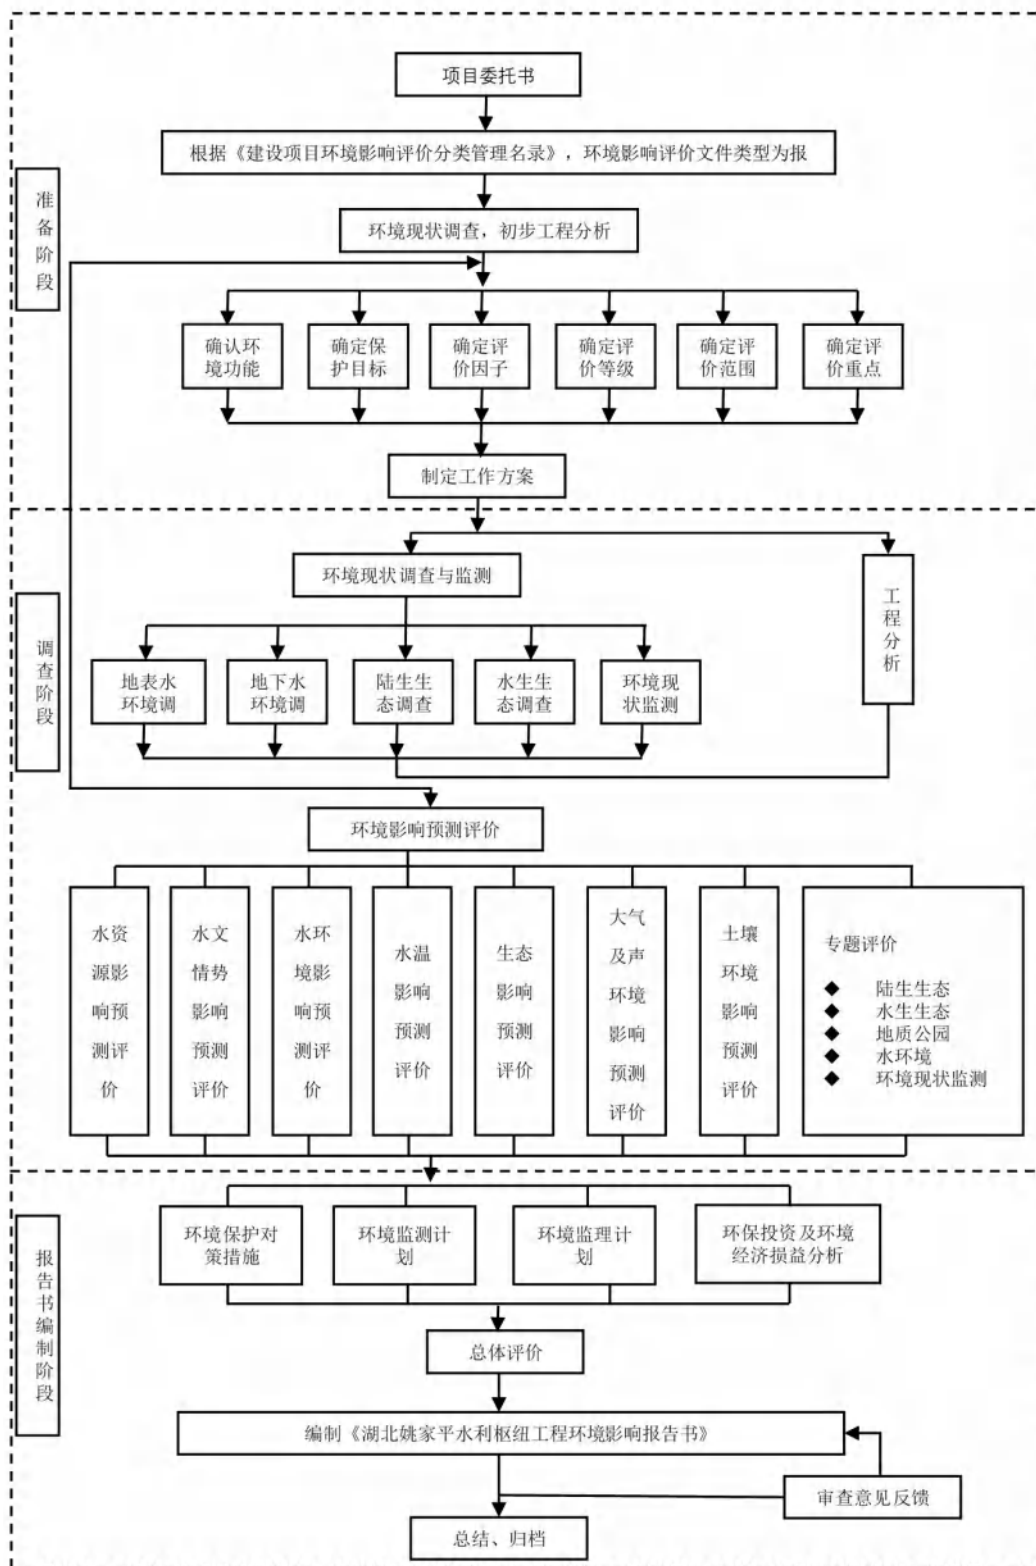 项目委托书
根据《建设项目环境影响评价分类管理名录》，环境影响评价文件类型为报
准备阶段
环境现状调查，初步工程分析
确认环
境功能
确定保
护目标
确定评
价因子
确定评
价等级
确定评
价范围
确定评
价重点
制定工作方案
调查阶段
环境现状调查与监测
工程分析
地表水
环境调
地下水
环境调
陆生生
态调查
水生生
态调查
环境现
状监测
环境影响预测评价
水资
源影
响预
测评
价
水文
情势
影响
预测
评价
水环
境影
响预
测评
价
水温
影响
预测
评价
生态
影响
预测
评价
大气
及声
环境
影响
预测
评价
土壤
环境
影响
预测
评价
专题评价
◆ 陆生生态
◆ 水生生态
◆ 地质公园
◆ 水环境
◆ 环境现状监测
报告书编制阶段
环境保护对
策措施
环境监测计
划
环境监理计
划
环保投资及环境
经济损益分析
总体评价
编制《湖北姚家平水利枢纽工程环境影响报告书》
审查意见反馈
总结、归档